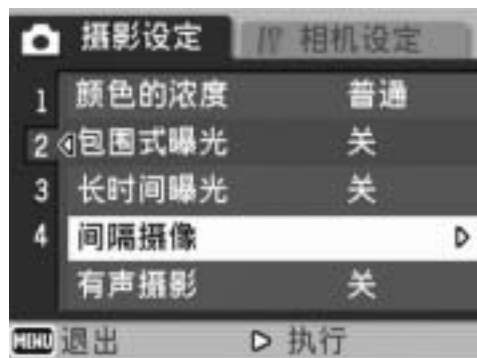 摄影设定 相机设定
1 颜色的浓度 普通
2 包围式曝光 关
3 长时间曝光 关
4 间隔摄像
有声摄影 关
MENU 退出 执行